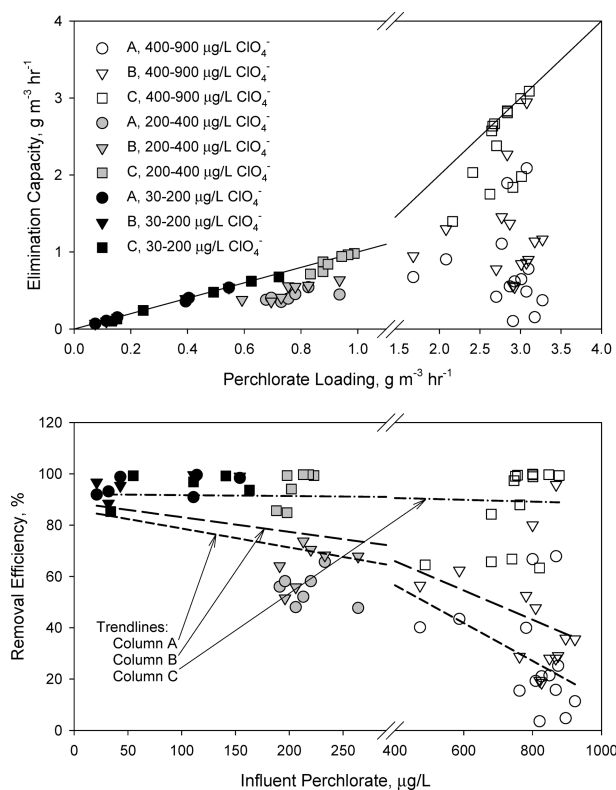 4
3
2
1
0
Elimination Capacity, g m⁻³ hr⁻¹
A, 400-900 μg/L ClO₄⁻
B, 400-900 μg/L ClO₄⁻
C, 400-900 μg/L ClO₄⁻
A, 200-400 μg/L ClO₄⁻
B, 200-400 μg/L ClO₄⁻
C, 200-400 μg/L ClO₄⁻
A, 30-200 μg/L ClO₄⁻
B, 30-200 μg/L ClO₄⁻
C, 30-200 μg/L ClO₄⁻
0.0 0.2 0.4 0.6 0.8 1.0 1.5 2.0 2.5 3.0 3.5 4.0
Perchlorate Loading, g m⁻³ hr⁻¹
120
100
80
60
40
20
0
Removal Efficiency, %
Trendlines:
Column A
Column B
Column C
0 50 100 150 200 250 400 600 800 1000
Influent Perchlorate, μg/L